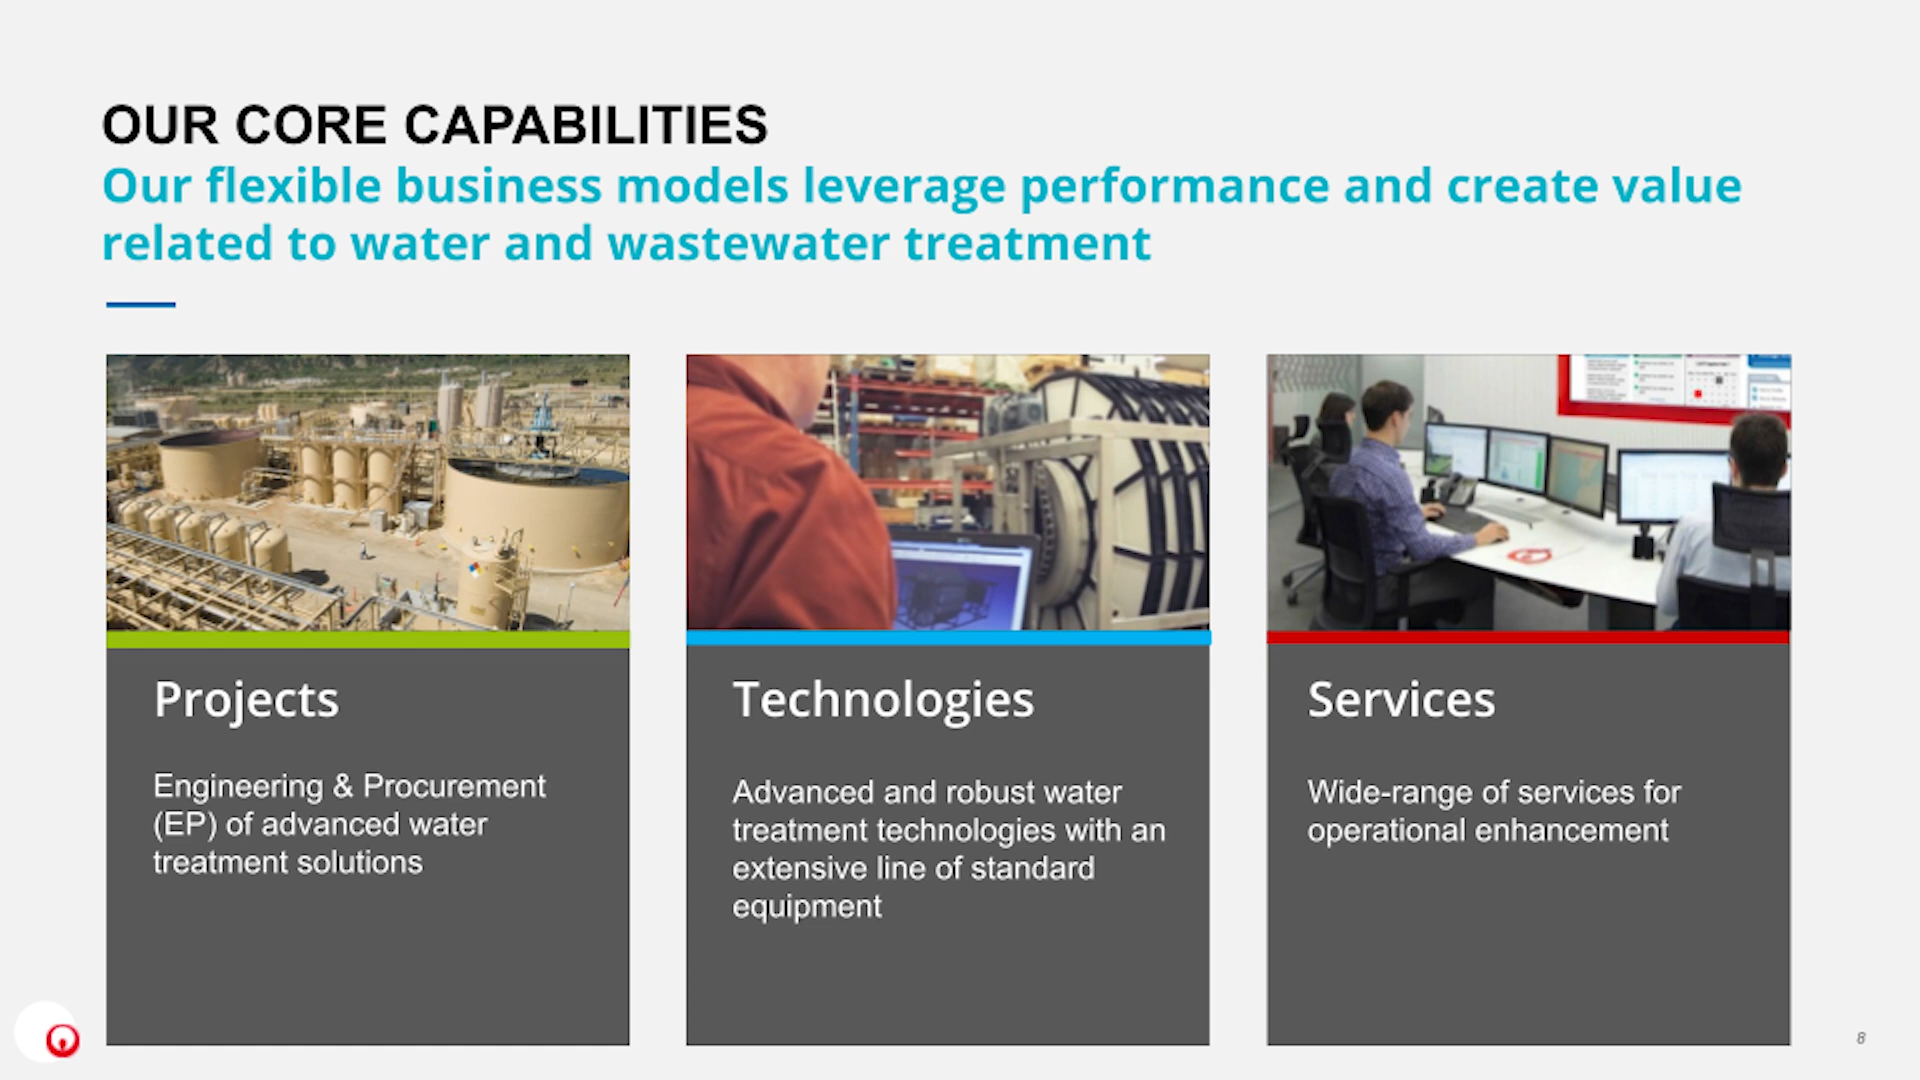 OUR CORE CAPABILITIES
Our flexible business models leverage performance and create value
related to water and wastewater treatment
Projects
Engineering & Procurement
(EP) of advanced water
treatment solutions
Technologies
Advanced and robust water
treatment technologies with an
extensive line of standard
equipment
Services
Wide-range of services for
operational enhancement
8